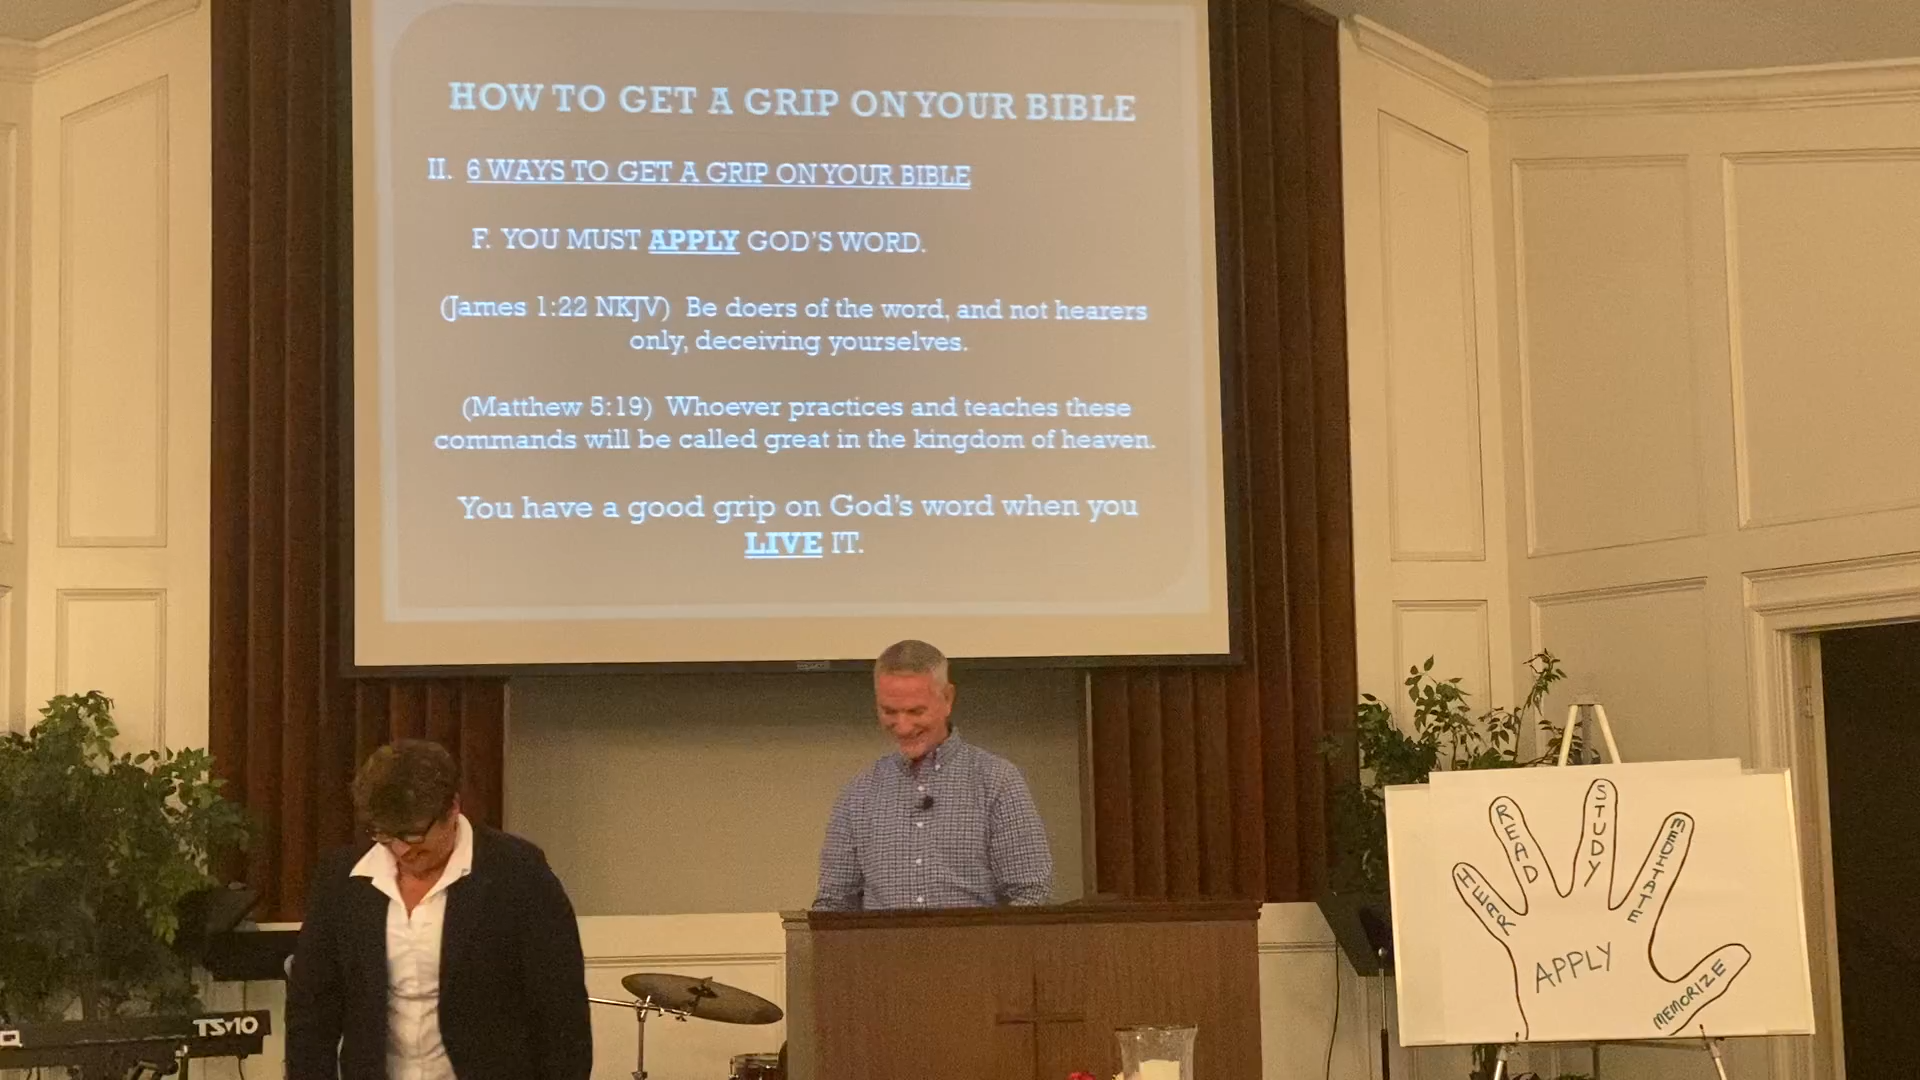 HOW TO GET A GRIP ON YOUR BIBLE
II. 6 WAYS TO GET A GRIP ON YOUR BIBLE
F. YOU MUST APPLY GOD'S WORD.
(James 1:22 NKJV) Be doers of the word, and not hearers
only, deceiving yourselves.
(Matthew 5:19) Whoever practices and teaches these
commands will be called great in the kingdom of heaven.
You have a good grip on God's word when you
LIVE IT.
HEAR
READ
STUDY
MEDITATE
MEMORIZE
APPLY
TSV10